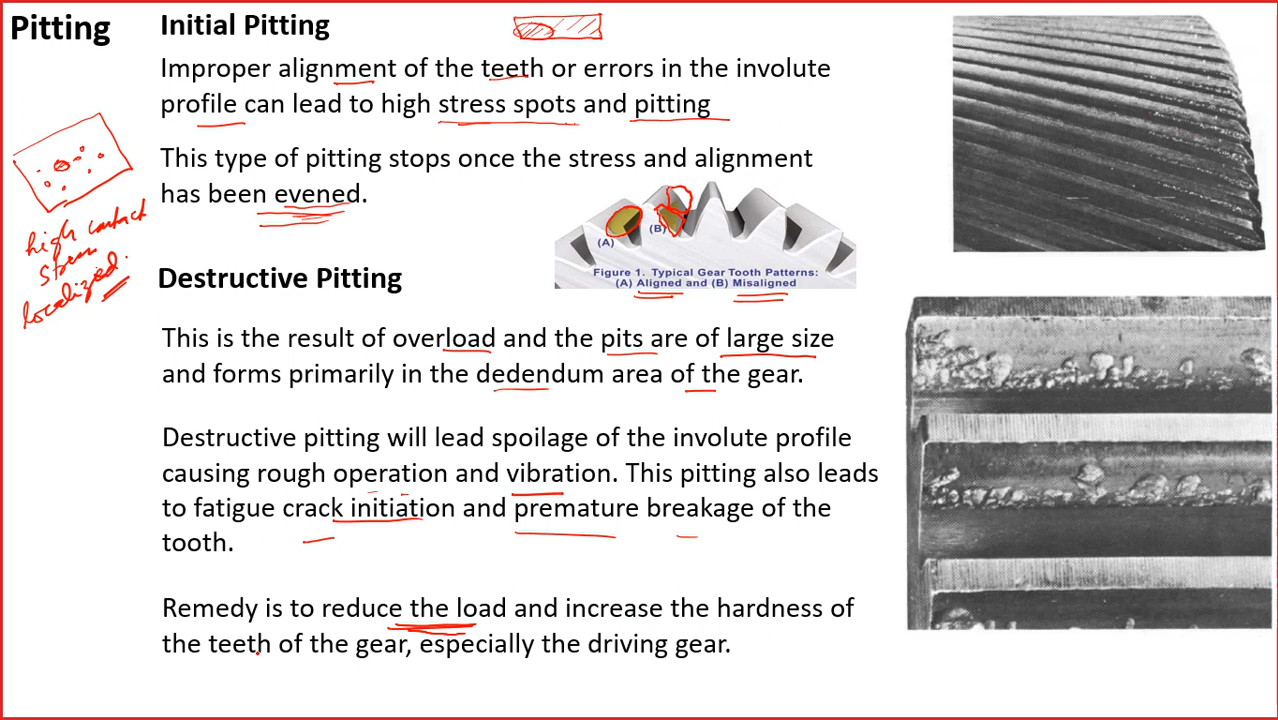 Pitting
Initial Pitting
Improper alignment of the teeth or errors in the involute
profile can lead to high stress spots and pitting
This type of pitting stops once the stress and alignment
has been evened.
high contact
stress
localized.
(A)
(B)
Figure 1. Typical Gear Tooth Patterns:
(A) Aligned and (B) Misaligned
Destructive Pitting
This is the result of overload and the pits are of large size
and forms primarily in the dedendum area of the gear.
Destructive pitting will lead spoilage of the involute profile
causing rough operation and vibration. This pitting also leads
to fatigue crack initiation and premature breakage of the
tooth.
Remedy is to reduce the load and increase the hardness of
the teeth of the gear, especially the driving gear.